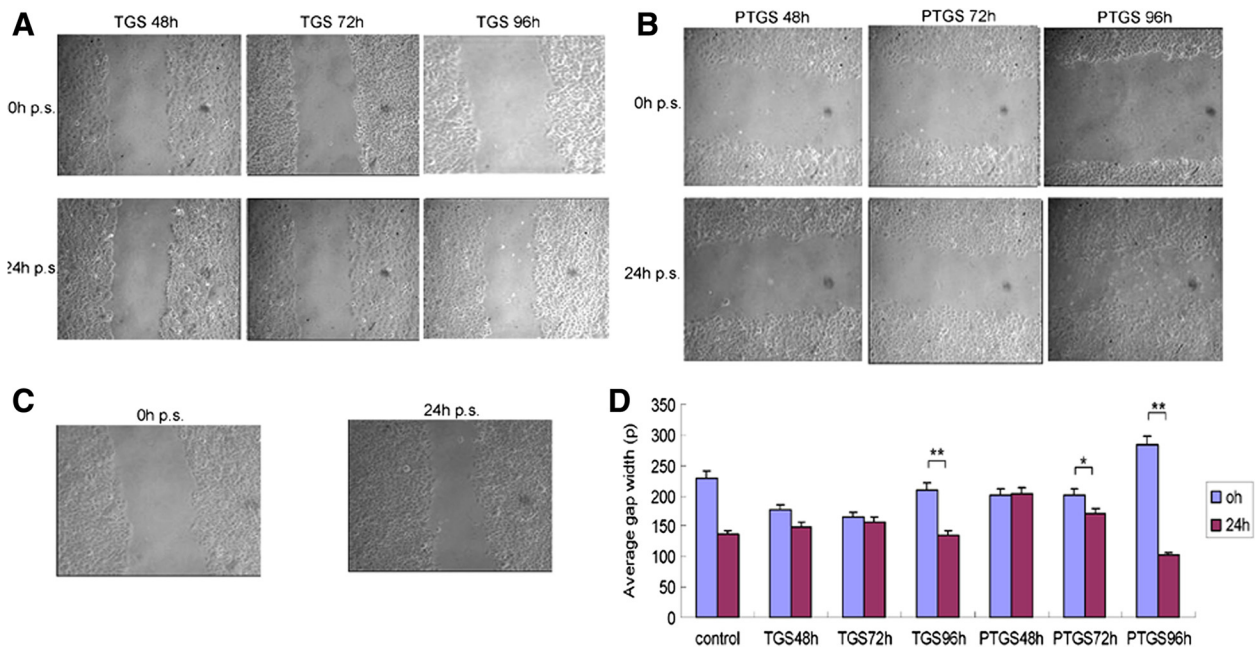 A
TGS 48h
TGS 72h
TGS 96h
0h p.s.
24h p.s.
B
PTGS 48h
PTGS 72h
PTGS 96h
0h p.s.
24h p.s.
C
0h p.s.
24h p.s.
D
Average gap width (p)
350
300
250
200
150
100
50
0
**
*
**
control
TGS48h
TGS72h
TGS96h
PTGS48h
PTGS72h
PTGS96h
oh
24h